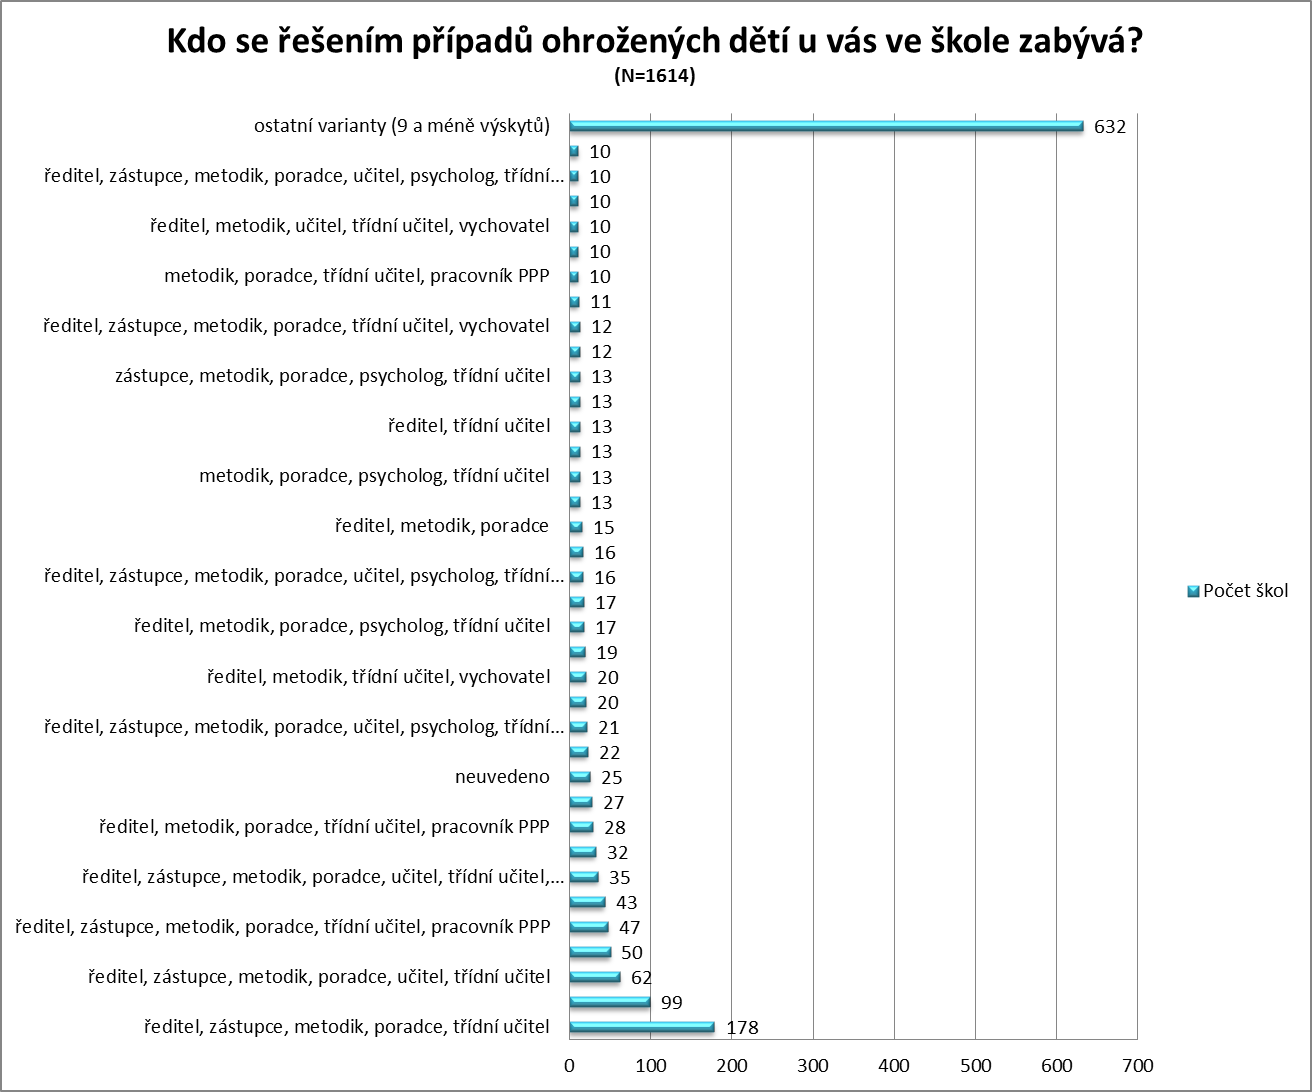 Kdo se řešením případů ohrožených dětí u vás ve škole zabývá?
(N=1614)
ostatní varianty (9 a méně výskytů) 632
10
ředitel, zástupce, metodik, poradce, učitel, psycholog, třídní... 10
10
ředitel, metodik, učitel, třídní učitel, vychovatel 10
10
metodik, poradce, třídní učitel, pracovník PPP 10
11
ředitel, zástupce, metodik, poradce, třídní učitel, vychovatel 12
12
zástupce, metodik, poradce, psycholog, třídní učitel 13
13
ředitel, třídní učitel 13
13
metodik, poradce, psycholog, třídní učitel 13
13
ředitel, metodik, poradce 15
16
ředitel, zástupce, metodik, poradce, učitel, psycholog, třídní... 16
17
ředitel, metodik, poradce, psycholog, třídní učitel 17
19
ředitel, metodik, třídní učitel, vychovatel 20
20
ředitel, zástupce, metodik, poradce, učitel, psycholog, třídní... 21
22
neuvedeno 25
27
ředitel, metodik, poradce, třídní učitel, pracovník PPP 28
32
ředitel, zástupce, metodik, poradce, učitel, třídní učitel,... 35
43
ředitel, zástupce, metodik, poradce, třídní učitel, pracovník PPP 47
50
ředitel, zástupce, metodik, poradce, učitel, třídní učitel 62
99
ředitel, zástupce, metodik, poradce, třídní učitel 178
0 100 200 300 400 500 600 700
Počet škol